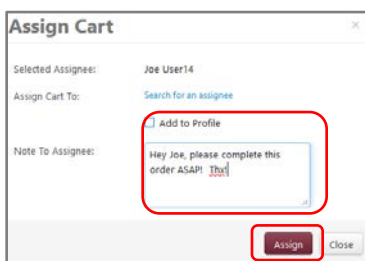 Assign Cart
×
Selected Assignee: Joe User14
Assign Cart To: Search for an assignee
Add to Profile
Note To Assignee: Hey Joe, please complete this
order ASAP! Thx!
Assign Close